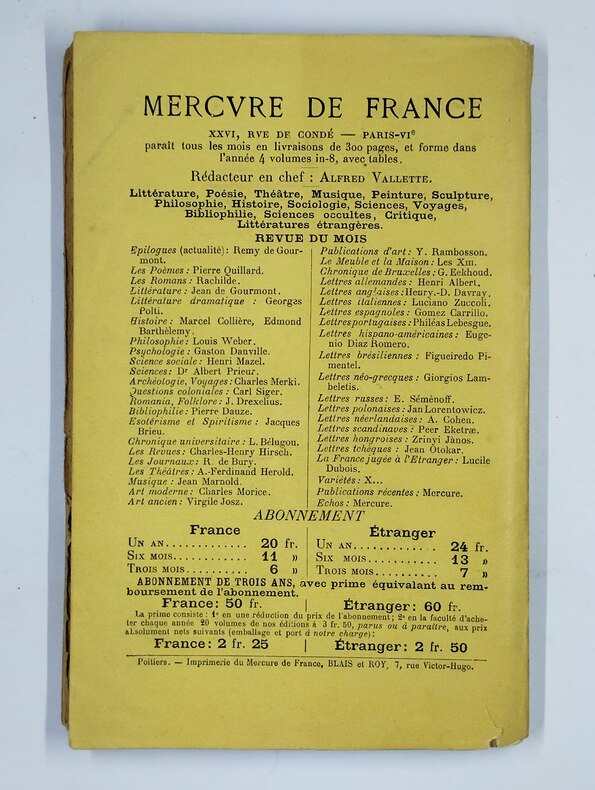 MERCVRE DE FRANCE
XXVI, RVE DE CONDÉ — PARIS-VIe
paraît tous les mois en livraisons de 300 pages, et forme dans
l'année 4 volumes in-8, avec tables.
Rédacteur en chef : ALFRED VALLETTE.
Littérature, Poésie, Théâtre, Musique, Peinture, Sculpture,
Philosophie, Histoire, Sociologie, Sciences, Voyages,
Bibliophilie, Sciences occultes, Critique,
Littératures étrangères.
REVUE DU MOIS
Epilogues (actualité) : Remy de Gour-
mont.
Les Poèmes : Pierre Quillard.
Les Romans : Rachilde.
Littérature : Jean de Gourmont.
Littérature dramatique : Georges
Polti.
Histoire : Marcel Collière, Edmond
Barthèlemy.
Philosophie : Louis Weber.
Psychologie : Gaston Danville.
Science sociale : Henri Mazel.
Sciences : Dr Albert Prieur.
Archéologie, Voyages : Charles Merki.
Questions coloniales : Carl Siger.
Romania, Folklore : J. Drexelius.
Bibliophilie : Pierre Dauze.
Esotérisme et Spiritisme : Jacques
Brieu.
Chronique universitaire : L. Bélugou.
Les Revues : Charles-Henry Hirsch.
Les Journaux : R. de Bury.
Les Théâtres : A.-Ferdinand Herold.
Musique : Jean Marnold.
Art moderne : Charles Morice.
Art ancien : Virgile Josz.
Publications d'art : Y. Rambosson.
Le Meuble et la Maison : Les XIII.
Chronique de Bruxelles : G. Eekhoud.
Lettres allemandes : Henri Albert.
Lettres anglaises : Henry.-D. Davray.
Lettres italiennes : Luciano Zuccoli.
Lettres espagnoles : Gomez Carrillo.
Lettres portugaises : Philéas Lebesgue.
Lettres hispano-américaines : Euge-
nio Diaz Romero.
Lettres brésiliennes : Figueiredo Pi-
mentel.
Lettres néo-grecques : Giorgios Lam-
beletis.
Lettres russes : E. Séménoff.
Lettres polonaises : Jan Lorentowicz.
Lettres néerlandaises : A. Cohen.
Lettres scandinaves : Peer Eketræ.
Lettres hongroises : Zrinyi Jànos.
Lettres tchèques : Jean Otokar.
La France jugée à l'Etranger : Lucile
Dubois.
Variétés : X...
Publications récentes : Mercure.
Echos : Mercure.
ABONNEMENT
France
UN AN............ 20 fr.
SIX MOIS........... 11 »
TROIS MOIS......... 6 »
Étranger
UN AN............ 24 fr.
SIX MOIS.......... 13 »
TROIS MOIS......... 7 »
ABONNEMENT DE TROIS ANS, avec prime équivalant au rem-
boursement de l'abonnement.
France : 50 fr. | Étranger : 60 fr.
La prime consiste : 1° en une réduction du prix de l'abonnement ; 2° en la faculté d'ache-
ter chaque année 20 volumes de nos éditions à 3 fr. 50, parus ou à paraître, aux prix
absolument nets suivants (emballage et port à notre charge) :
France : 2 fr. 25 | Étranger : 2 fr. 50
Poitiers. — Imprimerie du Mercure de France, BLAIS et ROY, 7, rue Victor-Hugo.